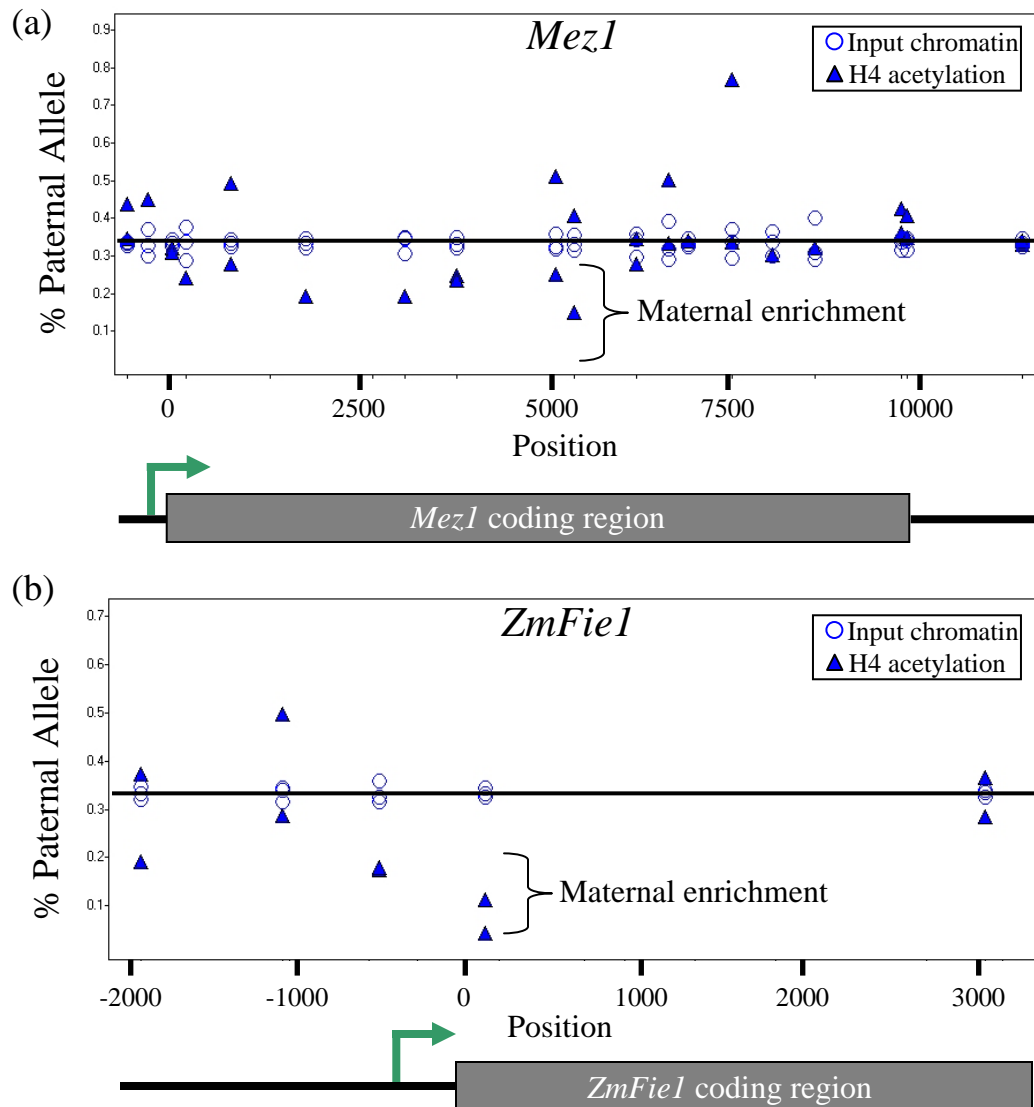 (a)
Mez1
Input chromatin
H4 acetylation
% Paternal Allele
0.9
0.8
0.7
0.6
0.5
0.4
0.3
0.2
0.1
Maternal enrichment
0 2500 5000 7500 10000
Position
Mez1 coding region
(b)
ZmFie1
Input chromatin
H4 acetylation
% Paternal Allele
0.7
0.6
0.5
0.4
0.3
0.2
0.1
Maternal enrichment
-2000 -1000 0 1000 2000 3000
Position
ZmFie1 coding region